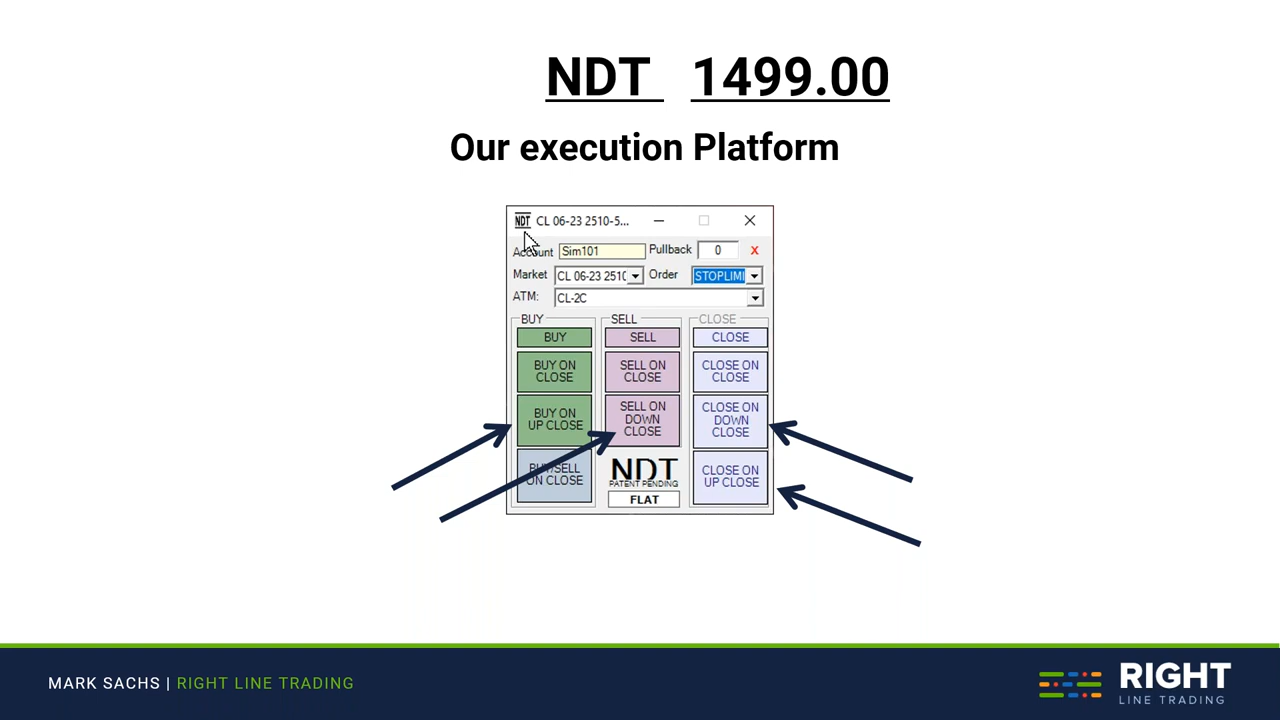 NDT 1499.00
Our execution Platform
NDT CL 06-23 2510-5...
Account Sim101 Pullback 0 X
Market CL 06-23 2510 Order STOPLIMI
ATM: CL-2C
BUY SELL CLOSE
BUY SELL CLOSE
BUY ON CLOSE SELL ON CLOSE CLOSE ON CLOSE
BUY ON UP CLOSE SELL ON DOWN CLOSE CLOSE ON DOWN CLOSE
BUY/SELL ON CLOSE NDT CLOSE ON UP CLOSE
PATENT PENDING
FLAT
MARK SACHS | RIGHT LINE TRADING
RIGHT
LINE TRADING